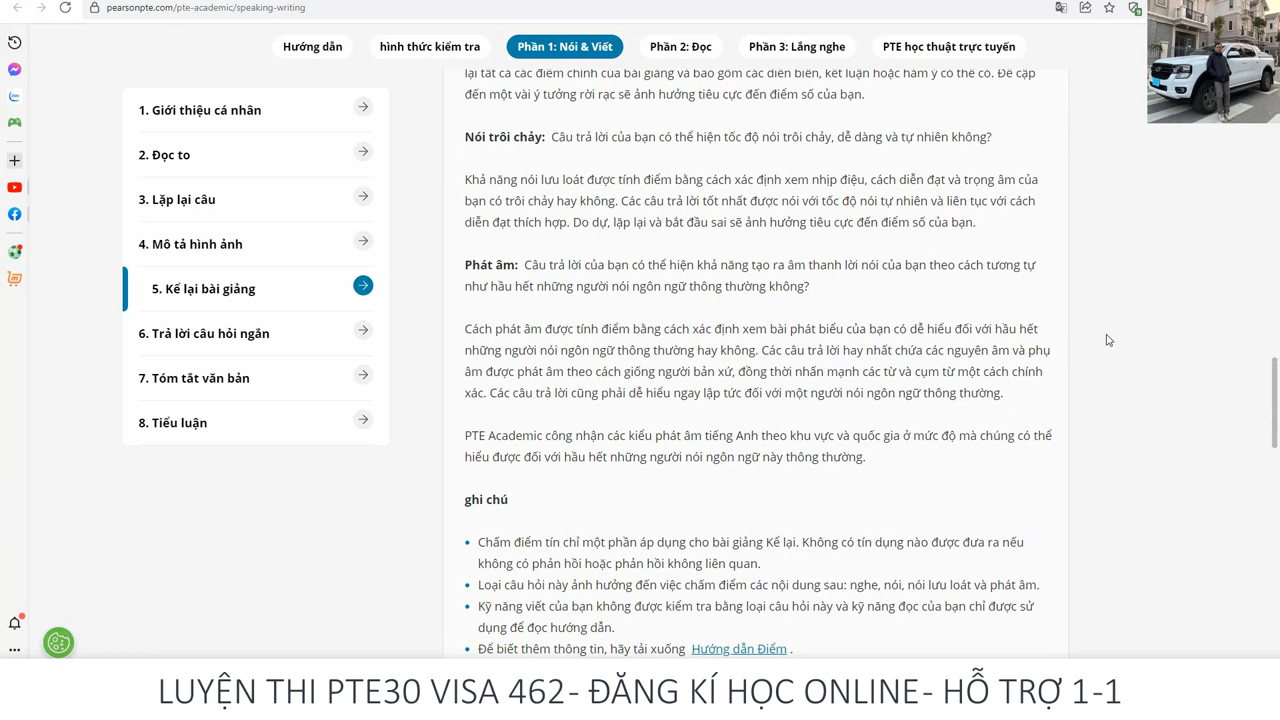 pearsonpte.com/pte-academic/speaking-writing
Hướng dẫn
hình thức kiểm tra
Phần 1: Nói & Viết
Phần 2: Đọc
Phần 3: Lắng nghe
PTE học thuật trực tuyến
1. Giới thiệu cá nhân
2. Đọc to
3. Lặp lại câu
4. Mô tả hình ảnh
5. Kể lại bài giảng
6. Trả lời câu hỏi ngắn
7. Tóm tắt văn bản
8. Tiểu luận
lại tất cả các điểm chính của bài giảng và bao gồm các diễn biến, kết luận hoặc hàm ý có thể có. Đề cập
đến một vài ý tưởng rời rạc sẽ ảnh hưởng tiêu cực đến điểm số của bạn.
Nói trôi chảy: Câu trả lời của bạn có thể hiện tốc độ nói trôi chảy, dễ dàng và tự nhiên không?
Khả năng nói lưu loát được tính điểm bằng cách xác định xem nhịp điệu, cách diễn đạt và trọng âm của
bạn có trôi chảy hay không. Các câu trả lời tốt nhất được nói với tốc độ nói tự nhiên và liên tục với cách
diễn đạt thích hợp. Do dự, lặp lại và bắt đầu sai sẽ ảnh hưởng tiêu cực đến điểm số của bạn.
Phát âm: Câu trả lời của bạn có thể hiện khả năng tạo ra âm thanh lời nói của bạn theo cách tương tự
như hầu hết những người nói ngôn ngữ thông thường không?
Cách phát âm được tính điểm bằng cách xác định xem bài phát biểu của bạn có dễ hiểu đối với hầu hết
những người nói ngôn ngữ thông thường hay không. Các câu trả lời hay nhất chứa các nguyên âm và phụ
âm được phát âm theo cách giống người bản xứ, đồng thời nhấn mạnh các từ và cụm từ một cách chính
xác. Các câu trả lời cũng phải dễ hiểu ngay lập tức đối với một người nói ngôn ngữ thông thường.
PTE Academic công nhận các kiểu phát âm tiếng Anh theo khu vực và quốc gia ở mức độ mà chúng có thể
hiểu được đối với hầu hết những người nói ngôn ngữ này thông thường.
ghi chú
Chấm điểm tín chỉ một phần áp dụng cho bài giảng Kể lại. Không có tín dụng nào được đưa ra nếu
không có phản hồi hoặc phản hồi không liên quan.
Loại câu hỏi này ảnh hưởng đến việc chấm điểm các nội dung sau: nghe, nói, nói lưu loát và phát âm.
Kỹ năng viết của bạn không được kiểm tra bằng loại câu hỏi này và kỹ năng đọc của bạn chỉ được sử
dụng để đọc hướng dẫn.
Để biết thêm thông tin, hãy tải xuống Hướng dẫn Điểm .
LUYỆN THI PTE30 VISA 462- ĐĂNG KÍ HỌC ONLINE- HỖ TRỢ 1-1